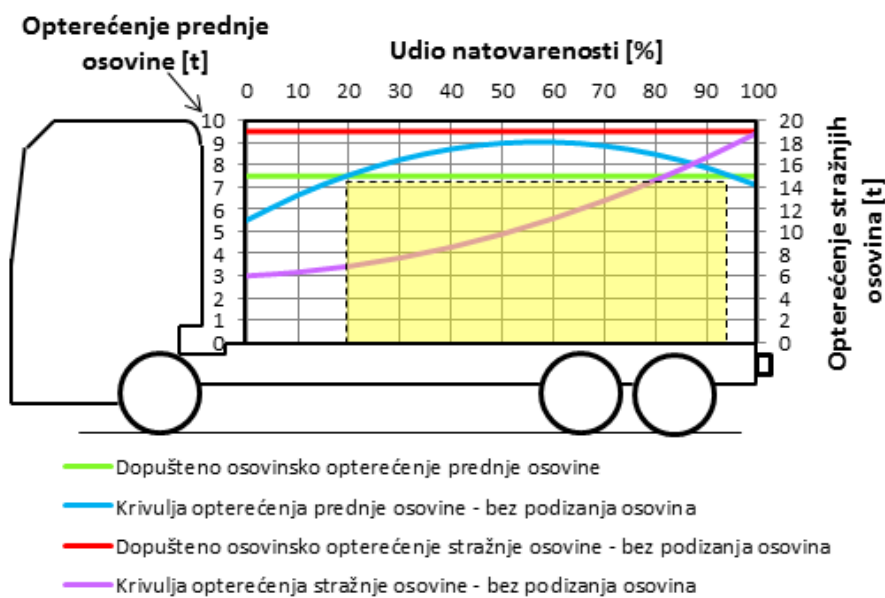 Opterećenje prednje
osovine [t]
Udio natovarenosti [%]
0 10 20 30 40 50 60 70 80 90 100
10 20
9 18
8 16
7 14
6 12
5 10
4 8
3 6
2 4
1 2
0 0
Opterećenje stražnjih
osovina [t]
Dopušteno osovinsko opterećenje prednje osovine
Krivulja opterećenja prednje osovine - bez podizanja osovina
Dopušteno osovinsko opterećenje stražnje osovine - bez podizanja osovina
Krivulja opterećenja stražnje osovine - bez podizanja osovina